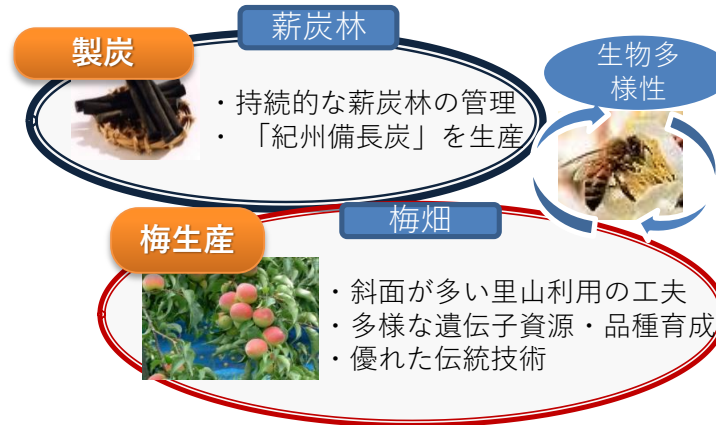 薪炭林
製炭
・持続的な薪炭林の管理
・「紀州備長炭」を生産
生物多
様性
梅畑
梅生産
・斜面が多い里山利用の工夫
・多様な遺伝子資源・品種育成
・優れた伝統技術